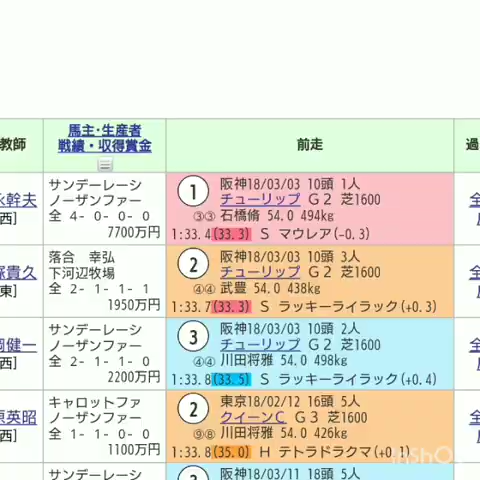 教師
馬主･生産者
戦績・収得賞金
前走
過
永幹夫
西]
サンデーレーシ
ノーザンファー
全 4- 0- 0- 0
7700万円
1
阪神18/03/03 10頭 1人
チューリップ G2 芝1600
③③ 石橋脩 54.0 494kg
1:33.4(33.3) S マウレア(-0.3)
全
貴久
東]
落合 幸弘
下河辺牧場
全 2- 1- 1- 1
1950万円
2
阪神18/03/03 10頭 3人
チューリップ G2 芝1600
④④ 武豊 54.0 438kg
1:33.7(33.3) S ラッキーライラック(+0.3)
全
健一
西]
サンデーレーシ
ノーザンファー
全 2- 1- 1- 0
2200万円
3
阪神18/03/03 10頭 2人
チューリップ G2 芝1600
④④ 川田将雅 54.0 498kg
1:33.8(33.5) S ラッキーライラック(+0.4)
全
原英昭
西]
キャロットファ
ノーザンファー
全 1- 1- 0- 0
1100万円
2
東京18/02/12 16頭 5人
クイーンC G3 芝1600
⑨⑧ 川田将雅 54.0 426kg
1:33.8(35.0) H テトラドラクマ(+0.1)
全
サンデーレーシ
阪神18/03/11 18頭 5人